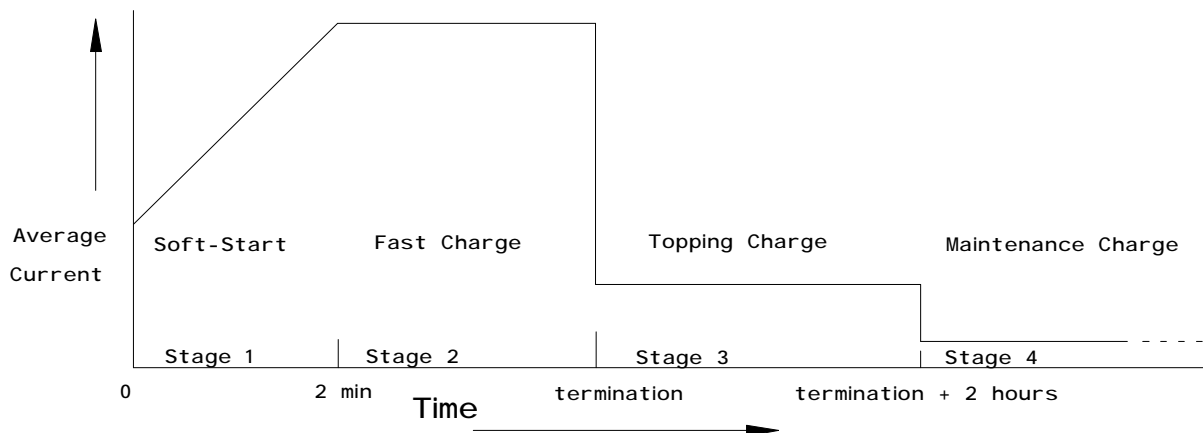 Average
Current
Soft-Start
Fast Charge
Topping Charge
Maintenance Charge
Stage 1
Stage 2
Stage 3
Stage 4
0
2 min
termination
termination + 2 hours
Time